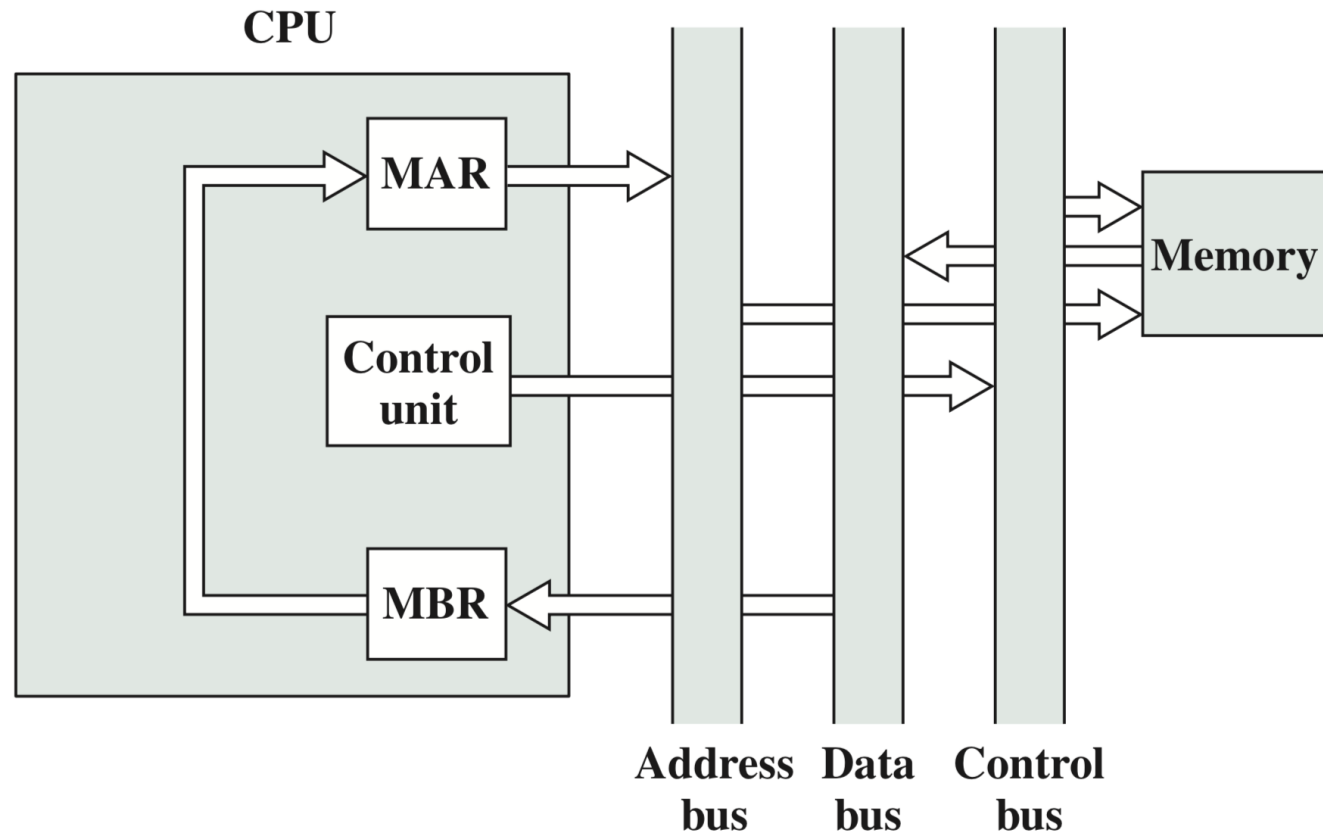 CPU
MAR
Memory
Control
unit
MBR
Address
bus
Data
bus
Control
bus